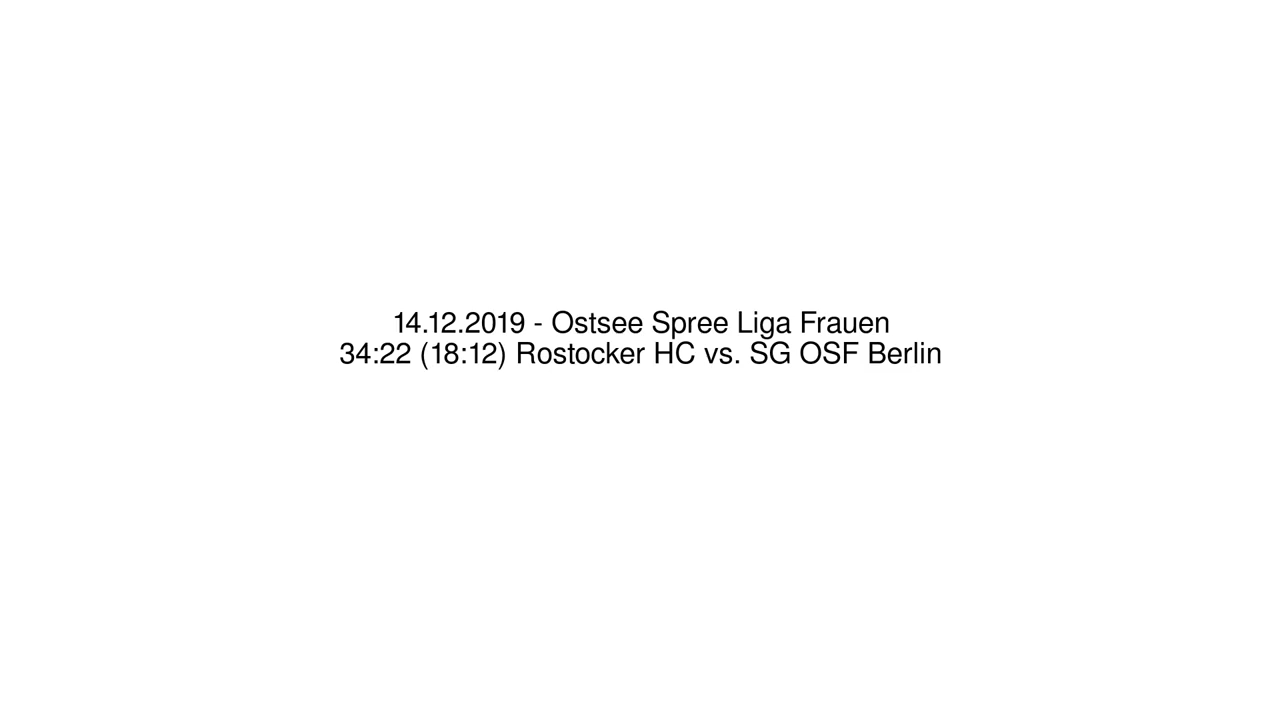 14.12.2019 - Ostsee Spree Liga Frauen
34:22 (18:12) Rostocker HC vs. SG OSF Berlin